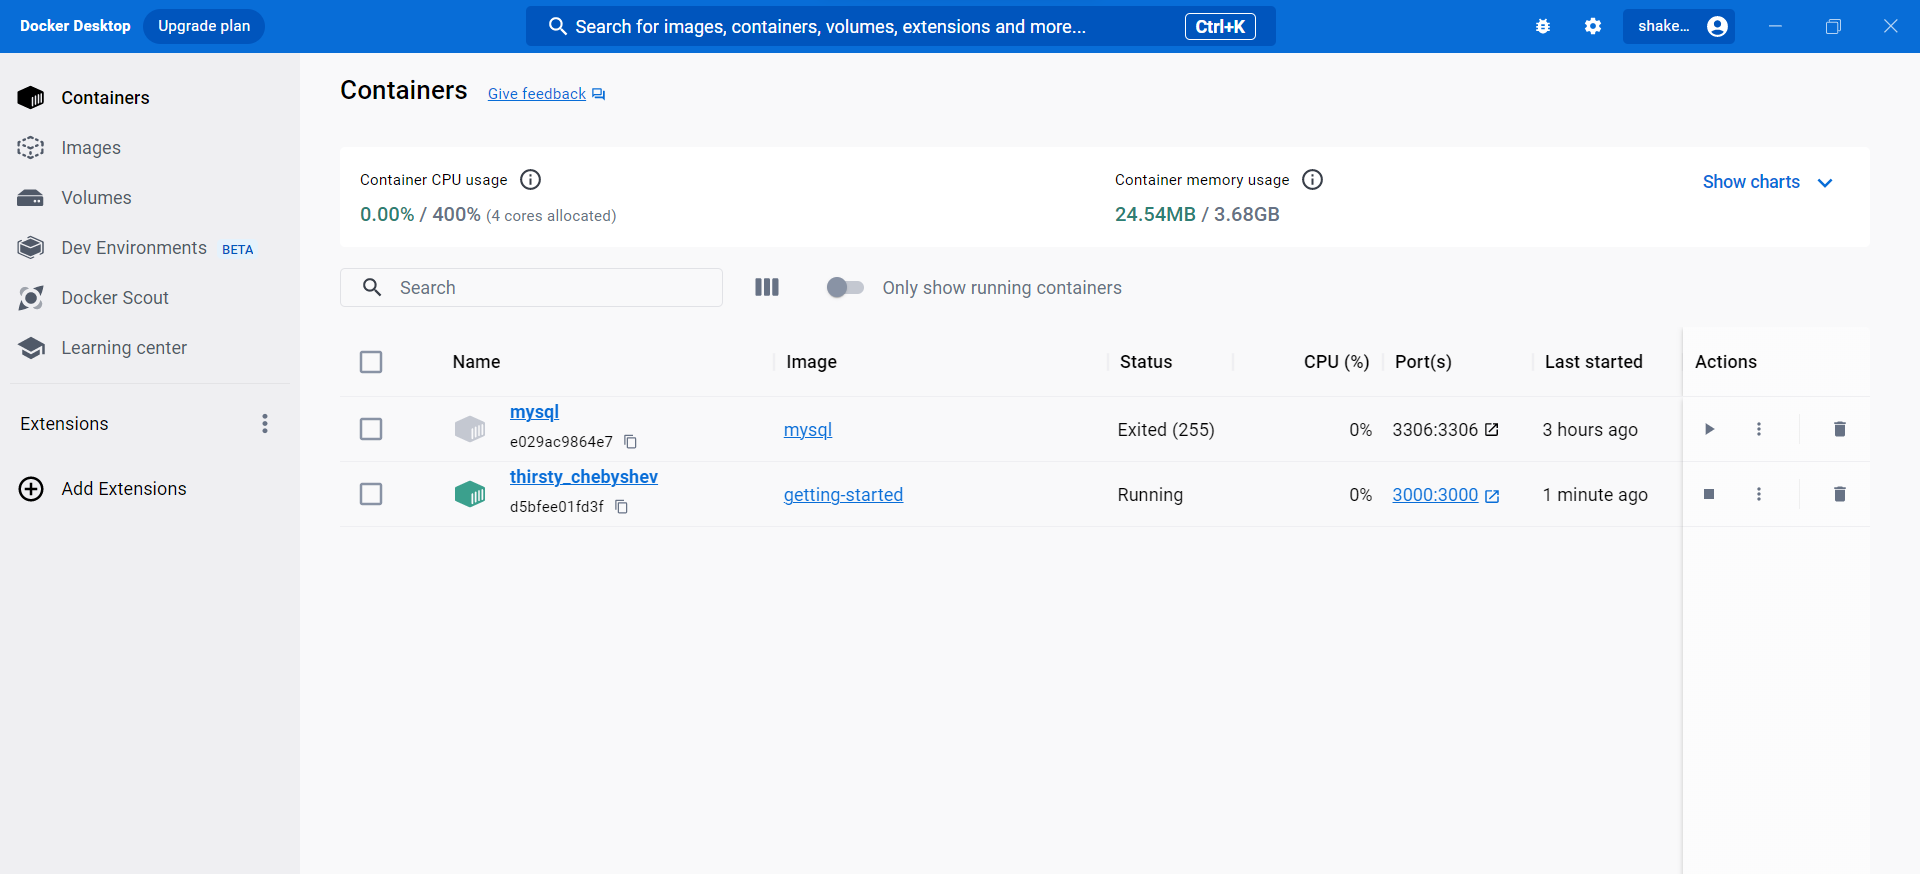 Docker Desktop Upgrade plan Search for images, containers, volumes, extensions and more... Ctrl+K shake...
Containers
Images
Volumes
Dev Environments BETA
Docker Scout
Learning center
Extensions
Add Extensions
Containers Give feedback
Container CPU usage
0.00% / 400% (4 cores allocated)
Container memory usage
24.54MB / 3.68GB
Show charts
Search
Only show running containers
Name Image Status CPU (%) Port(s) Last started Actions
mysql
e029ac9864e7
mysql Exited (255) 0% 3306:3306 3 hours ago
thirsty_chebyshev
d5bfee01fd3f
getting-started Running 0% 3000:3000 1 minute ago